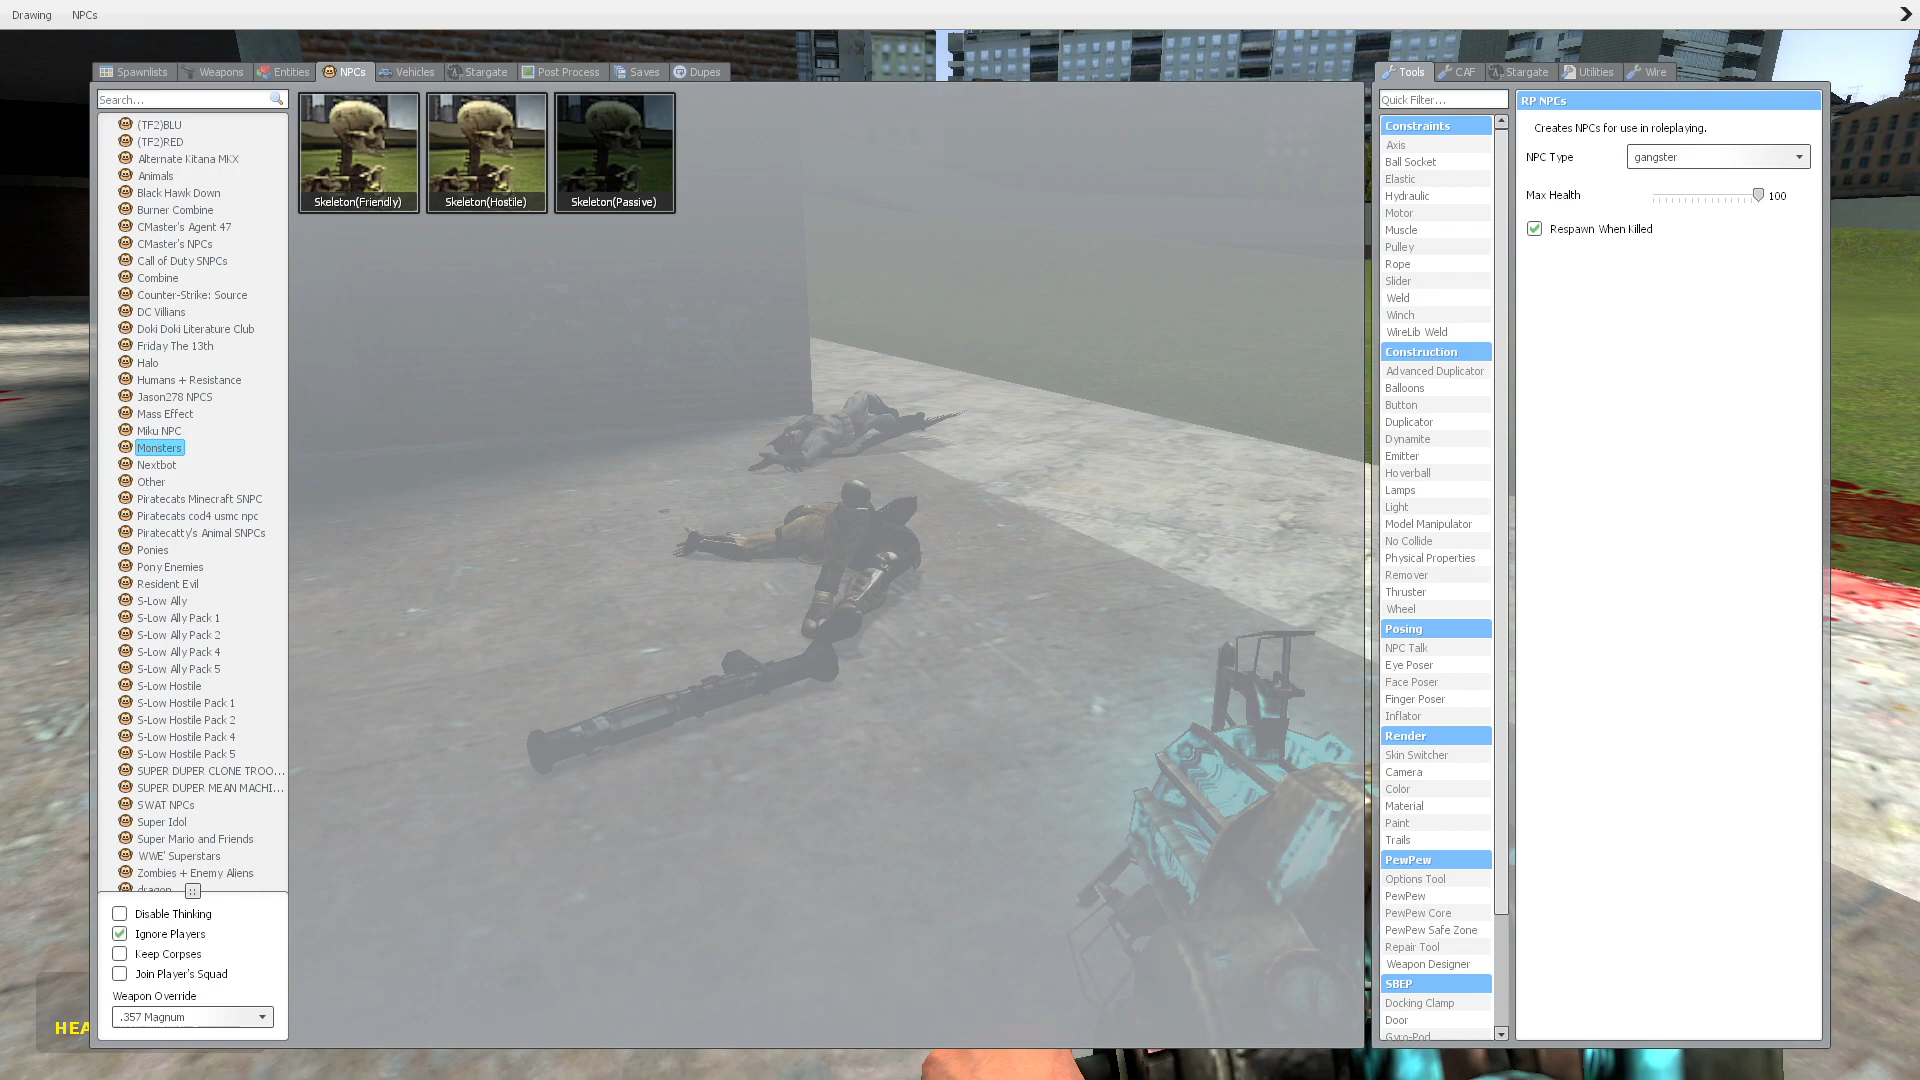 Drawing NPCs
Spawnlists Weapons Entities NPCs Vehicles Stargate Post Process Saves Dupes
Search...
(TF2)BLU
(TF2)RED
Alternate Kitana MKX
Animals
Black Hawk Down
Burner Combine
CMaster's Agent 47
CMaster's NPCs
Call of Duty SNPCs
Combine
Counter-Strike: Source
DC Villians
Doki Doki Literature Club
Friday The 13th
Halo
Humans + Resistance
Jason278 NPCS
Mass Effect
Miku NPC
Monsters
Nextbot
Other
Piratecats Minecraft SNPC
Piratecats cod4 usmc npc
Piratecatty's Animal SNPCs
Ponies
Pony Enemies
Resident Evil
S-Low Ally
S-Low Ally Pack 1
S-Low Ally Pack 2
S-Low Ally Pack 4
S-Low Ally Pack 5
S-Low Hostile
S-Low Hostile Pack 1
S-Low Hostile Pack 2
S-Low Hostile Pack 4
S-Low Hostile Pack 5
SUPER DUPER CLONE TROO...
SUPER DUPER MEAN MACHI...
SWAT NPCs
Super Idol
Super Mario and Friends
WWE' Superstars
Zombies + Enemy Aliens
dragon
Disable Thinking
Ignore Players
Keep Corpses
Join Player's Squad
Weapon Override
.357 Magnum
HEA
Skeleton(Friendly) Skeleton(Hostile) Skeleton(Passive)
Tools CAF Stargate Utilities Wire
Quick Filter...
Constraints
Axis
Ball Socket
Elastic
Hydraulic
Motor
Muscle
Pulley
Rope
Slider
Weld
Winch
WireLib Weld
Construction
Advanced Duplicator
Balloons
Button
Duplicator
Dynamite
Emitter
Hoverball
Lamps
Light
Model Manipulator
No Collide
Physical Properties
Remover
Thruster
Wheel
Posing
NPC Talk
Eye Poser
Face Poser
Finger Poser
Inflator
Render
Skin Switcher
Camera
Color
Material
Paint
Trails
PewPew
Options Tool
PewPew
PewPew Core
PewPew Safe Zone
Repair Tool
Weapon Designer
SBEP
Docking Clamp
Door
Gyro-Pod
RP NPCs
Creates NPCs for use in roleplaying.
NPC Type gangster
Max Health 100
Respawn When Killed